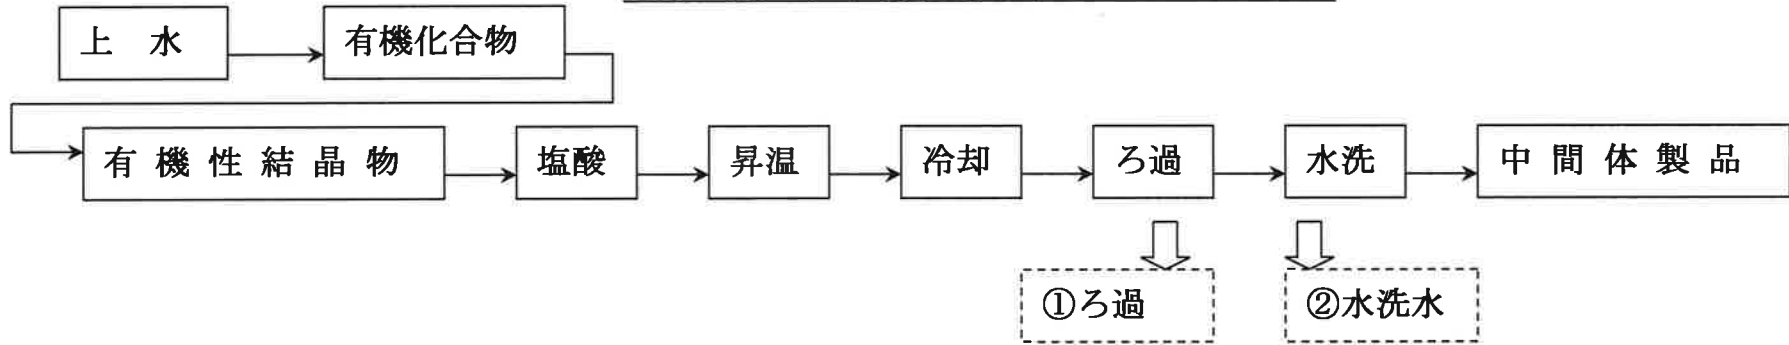 上 水
有機化合物
有機性結晶物
塩酸
昇温
冷却
ろ過
水洗
中間体製品
①ろ過
②水洗水